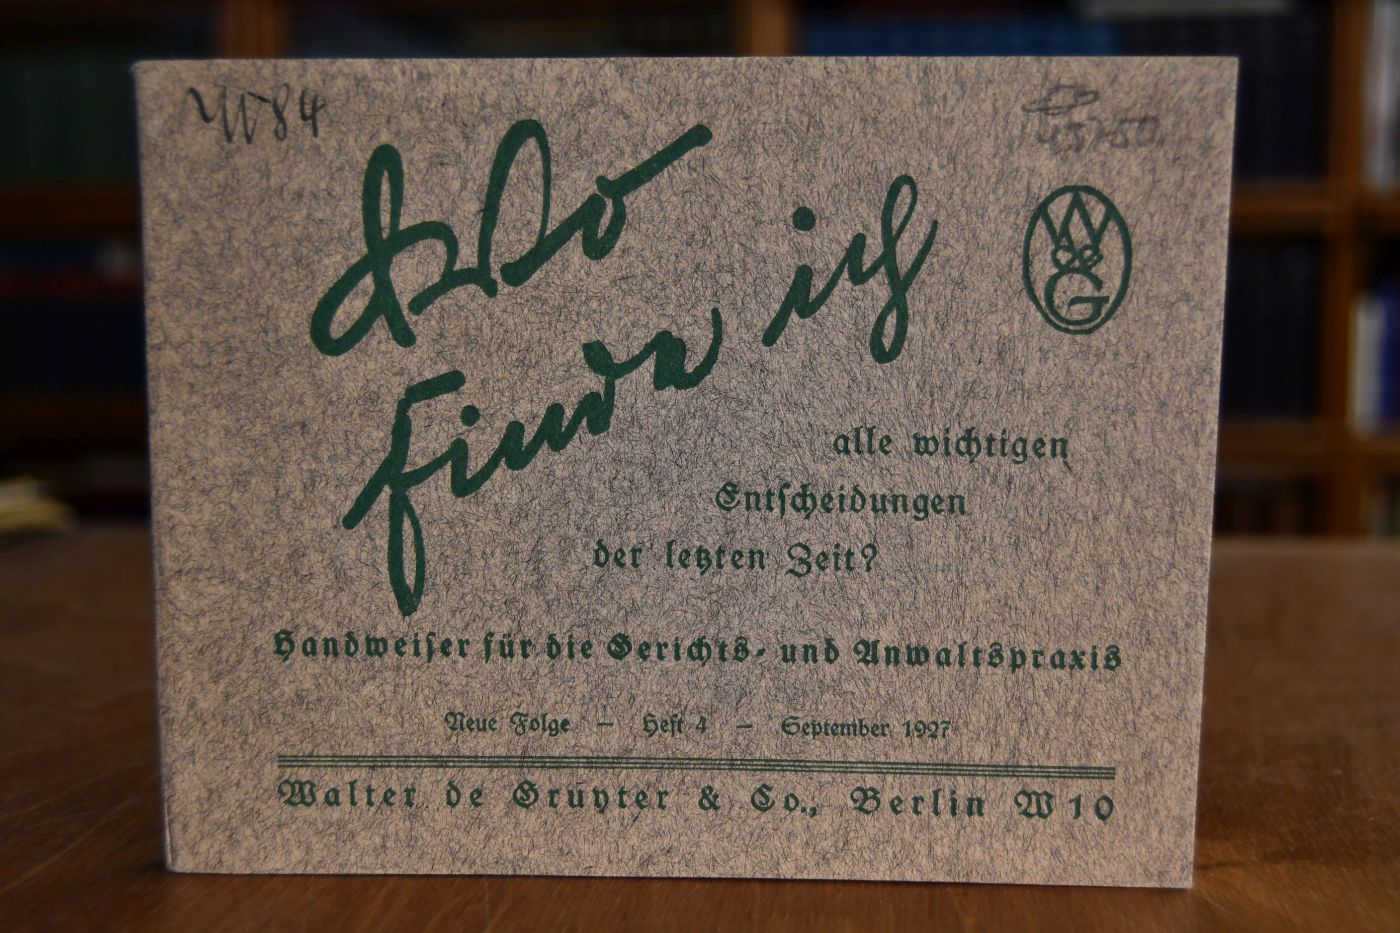 W84
Wo
finde ich
W
de
G
alle wichtigen
Entscheidungen
der letzten Zeit?
Handweiser für die Gerichts- und Anwaltspraxis
Neue Folge — Heft 4 — September 1927
Walter de Gruyter & Co., Berlin W 10